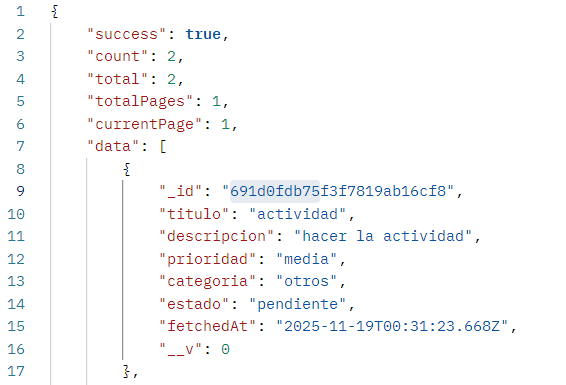 1 {
2 "success": true,
3 "count": 2,
4 "total": 2,
5 "totalPages": 1,
6 "currentPage": 1,
7 "data": [
8 {
9 "_id": "691d0fdb75f3f7819ab16cf8",
10 "titulo": "actividad",
11 "descripcion": "hacer la actividad",
12 "prioridad": "media",
13 "categoria": "otros",
14 "estado": "pendiente",
15 "fetchedAt": "2025-11-19T00:31:23.668Z",
16 "__v": 0
17 },